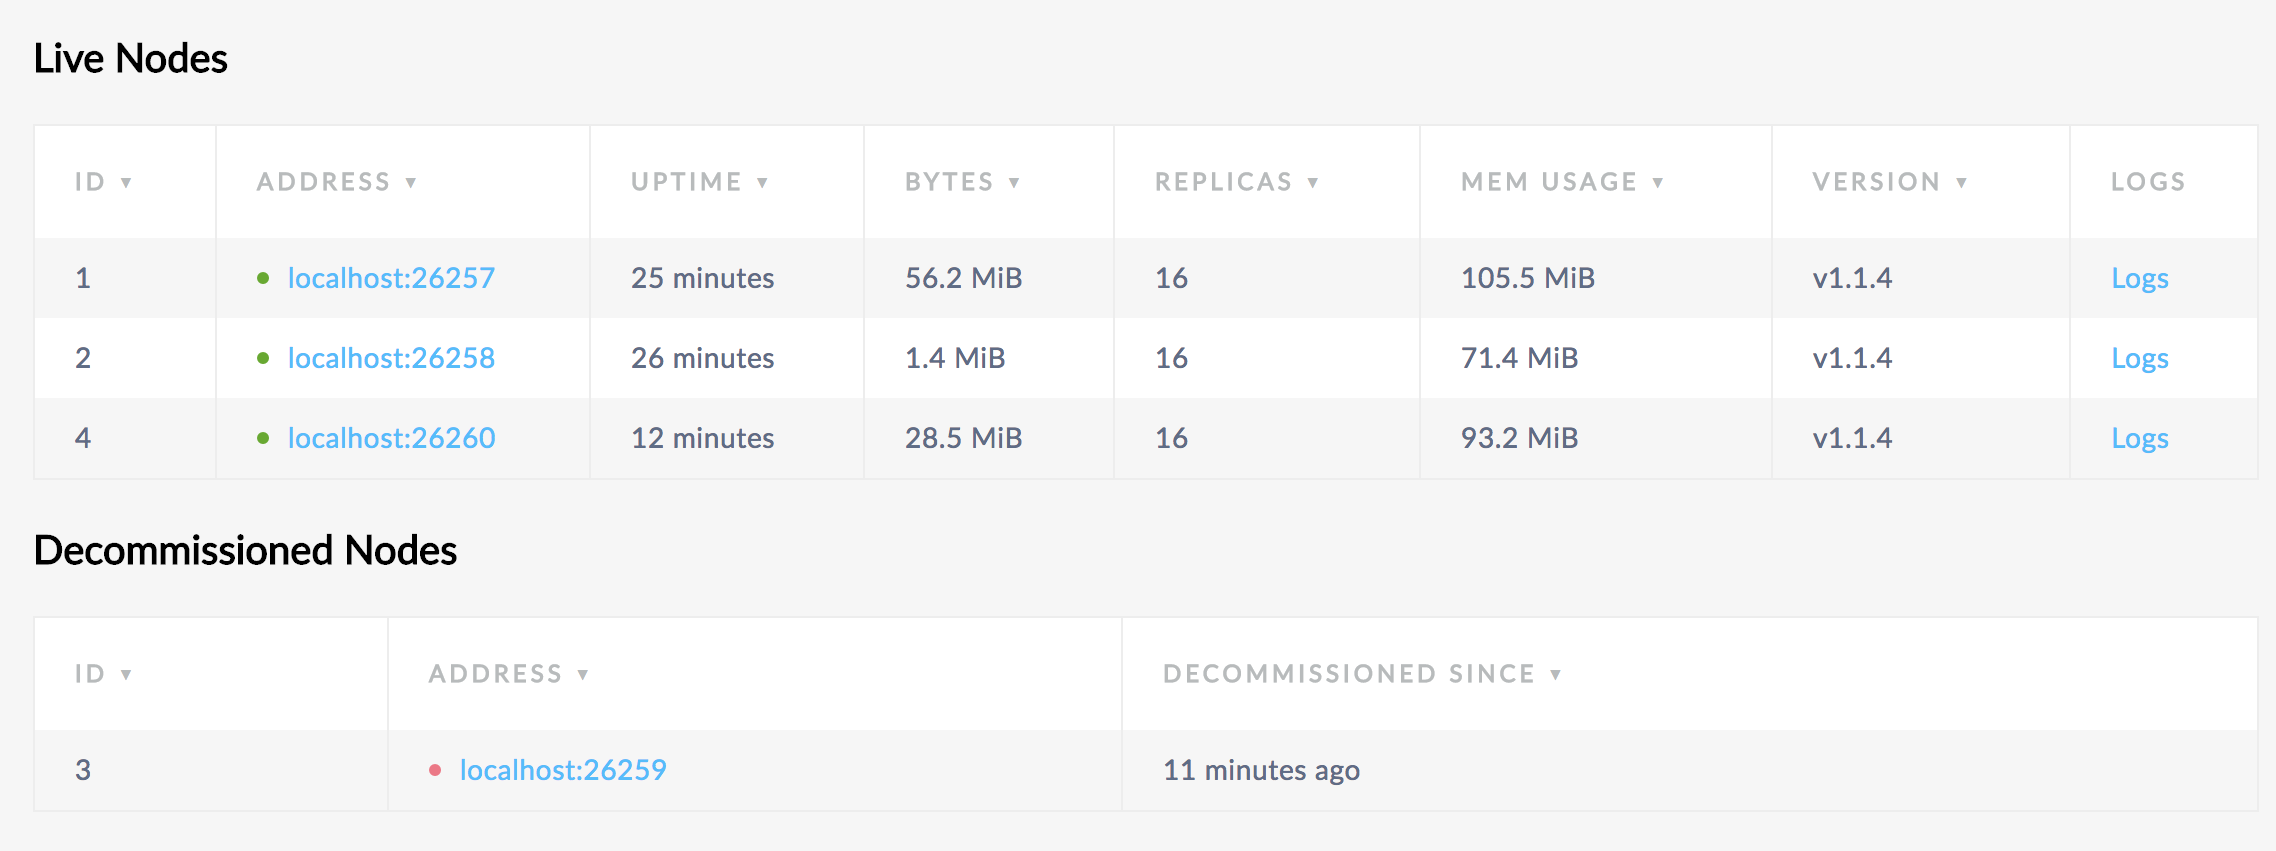 Live Nodes
ID ▼ ADDRESS ▼ UPTIME ▼ BYTES ▼ REPLICAS ▼ MEM USAGE ▼ VERSION ▼ LOGS
1 localhost:26257 25 minutes 56.2 MiB 16 105.5 MiB v1.1.4 Logs
2 localhost:26258 26 minutes 1.4 MiB 16 71.4 MiB v1.1.4 Logs
4 localhost:26260 12 minutes 28.5 MiB 16 93.2 MiB v1.1.4 Logs
Decommissioned Nodes
ID ▼ ADDRESS ▼ DECOMMISSIONED SINCE ▼
3 localhost:26259 11 minutes ago